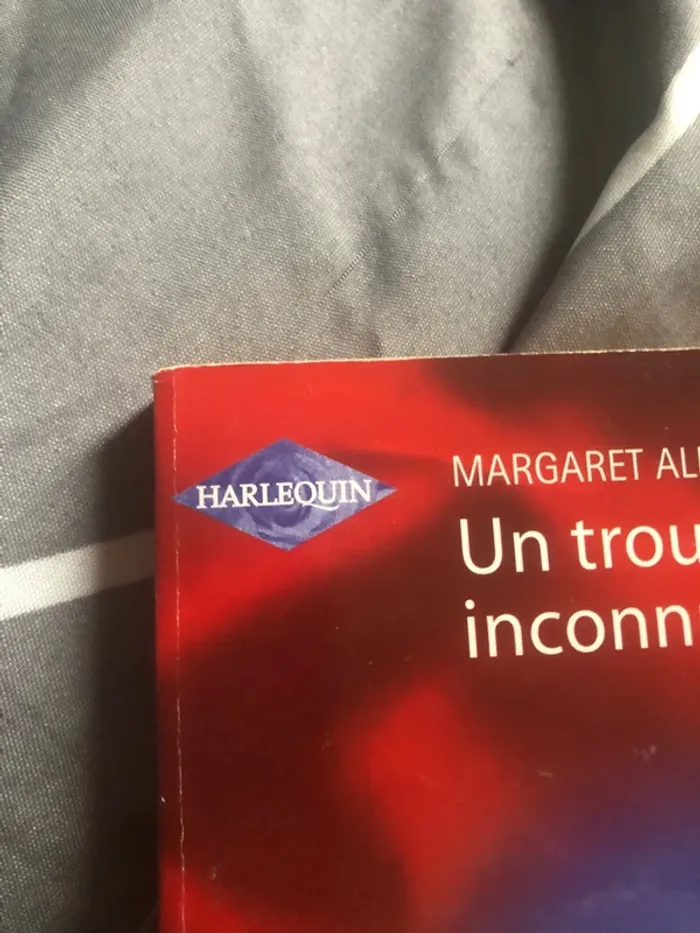 HARLEQUIN
MARGARET AL
Un trou
inconn